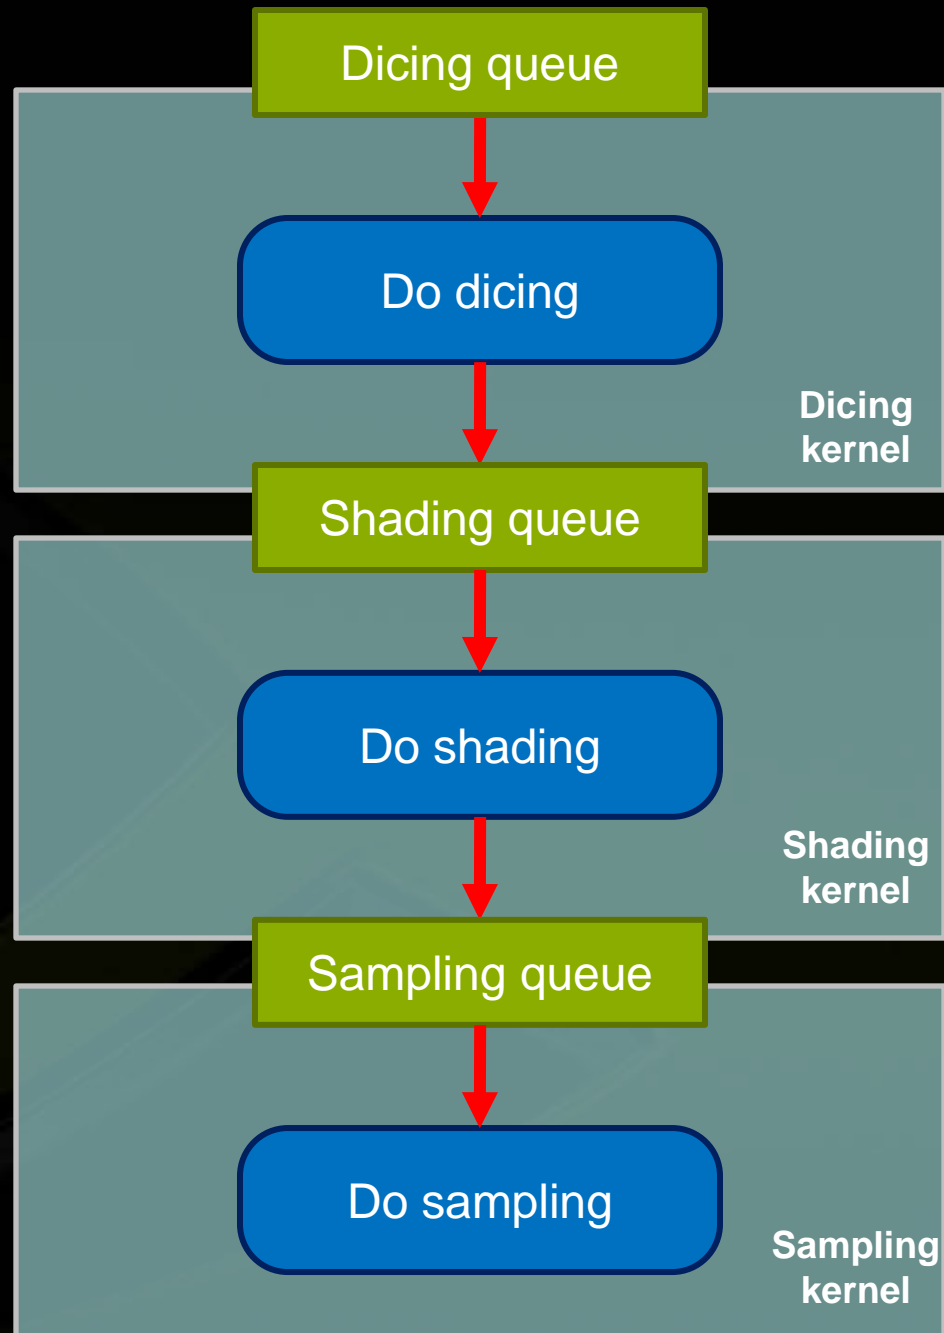 Dicing queue
Do dicing
Dicing
kernel
Shading queue
Do shading
Shading
kernel
Sampling queue
Do sampling
Sampling
kernel